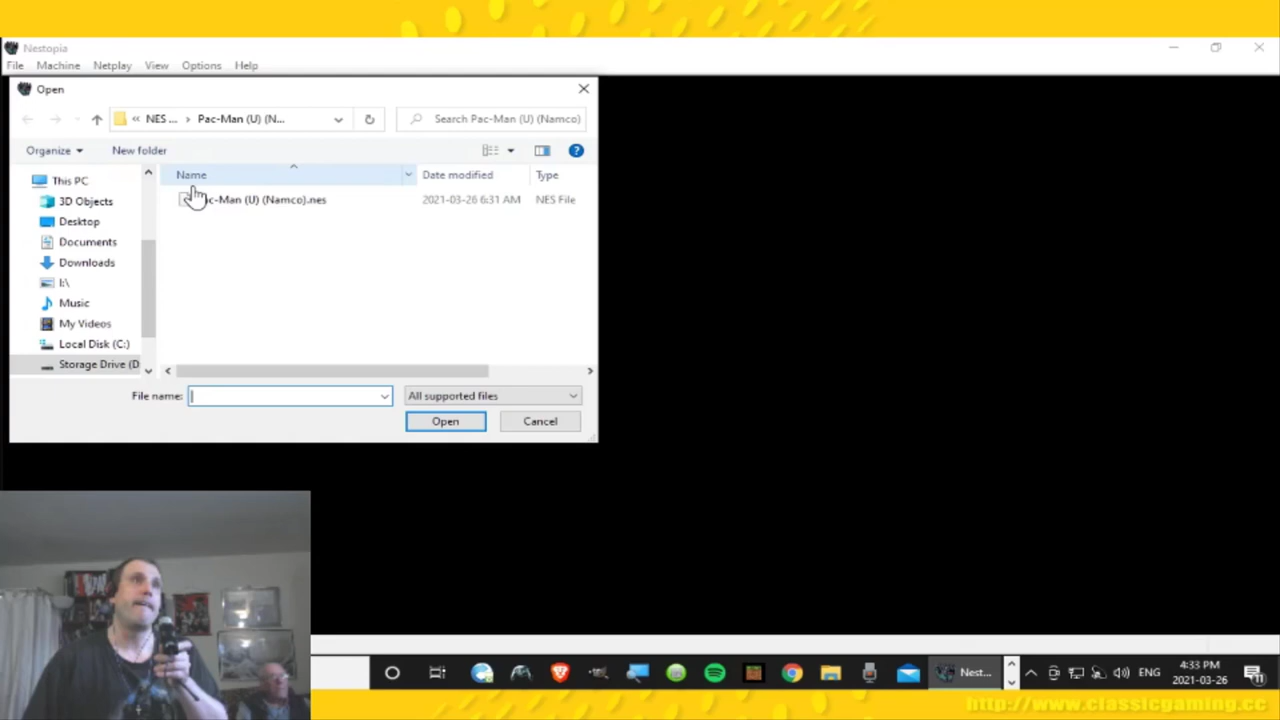 Nestopia
File Machine Netplay View Options Help
Open
« NES ... › Pac-Man (U) (N...
Search Pac-Man (U) (Namco)
Organize New folder
Name Date modified Type
This PC
3D Objects
Desktop
Documents
Downloads
I:\
Music
My Videos
Local Disk (C:)
Storage Drive (D
c-Man (U) (Namco).nes 2021-03-26 6:31 AM NES File
File name: All supported files
Open Cancel
Nest... ENG 4:33 PM
2021-03-26
11
http://www.classicgaming.cc